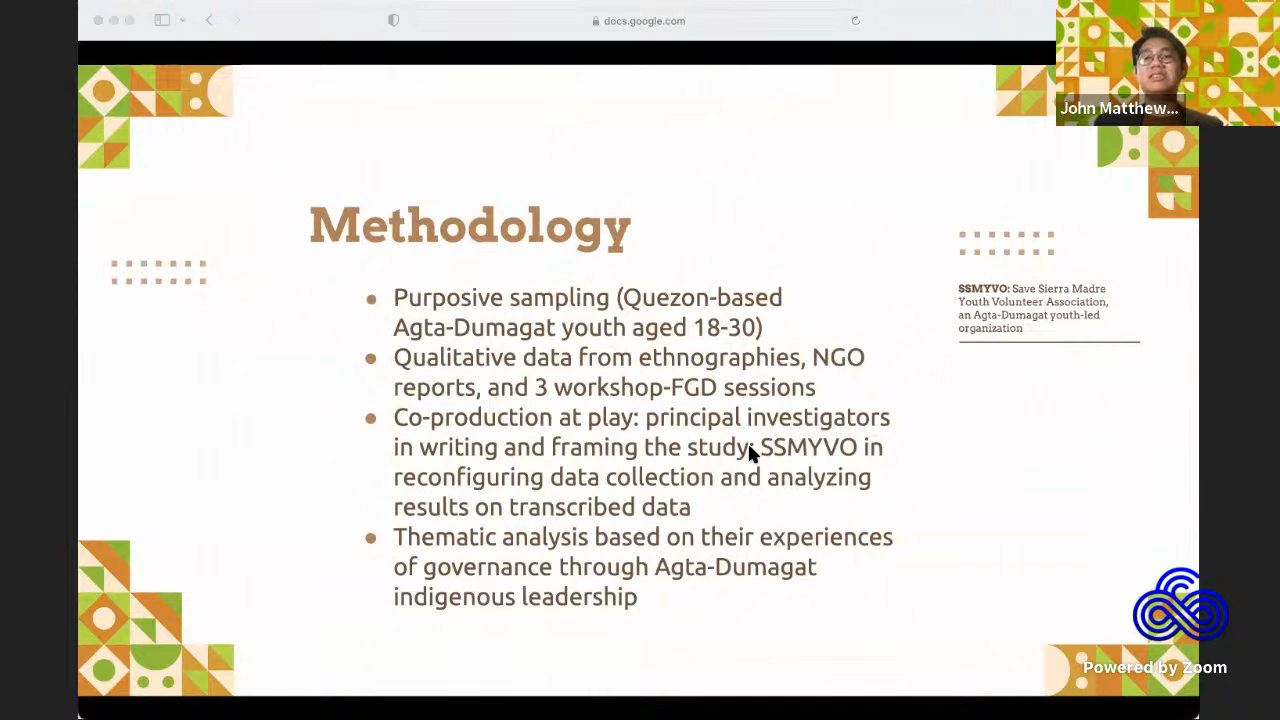 docs.google.com
John Matthew...
Methodology
● Purposive sampling (Quezon-based
Agta-Dumagat youth aged 18-30)
● Qualitative data from ethnographies, NGO
reports, and 3 workshop-FGD sessions
● Co-production at play: principal investigators
in writing and framing the study; SSMYVO in
reconfiguring data collection and analyzing
results on transcribed data
● Thematic analysis based on their experiences
of governance through Agta-Dumagat
indigenous leadership
SSMYVO: Save Sierra Madre
Youth Volunteer Association,
an Agta-Dumagat youth-led
organization
Powered by Zoom